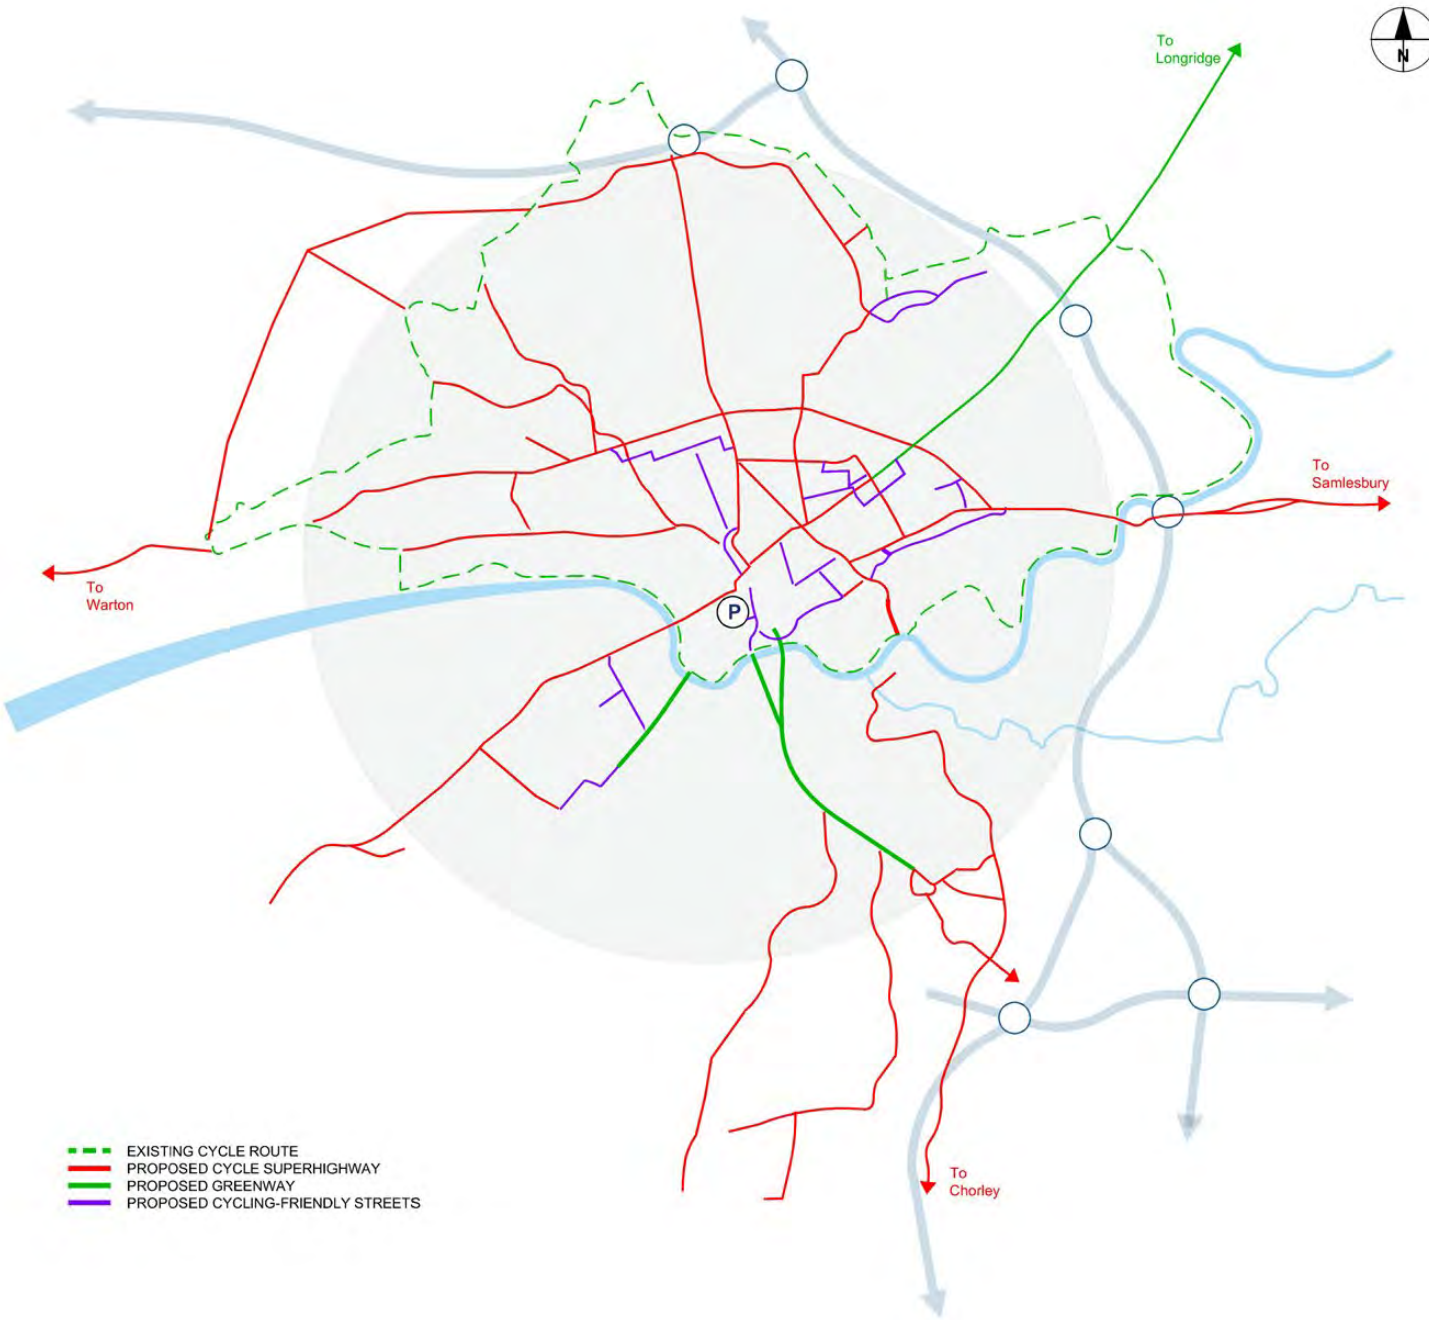 To
Longridge
N
To
Samlesbury
To
Warton
P
EXISTING CYCLE ROUTE
PROPOSED CYCLE SUPERHIGHWAY
PROPOSED GREENWAY
PROPOSED CYCLING-FRIENDLY STREETS
To
Chorley